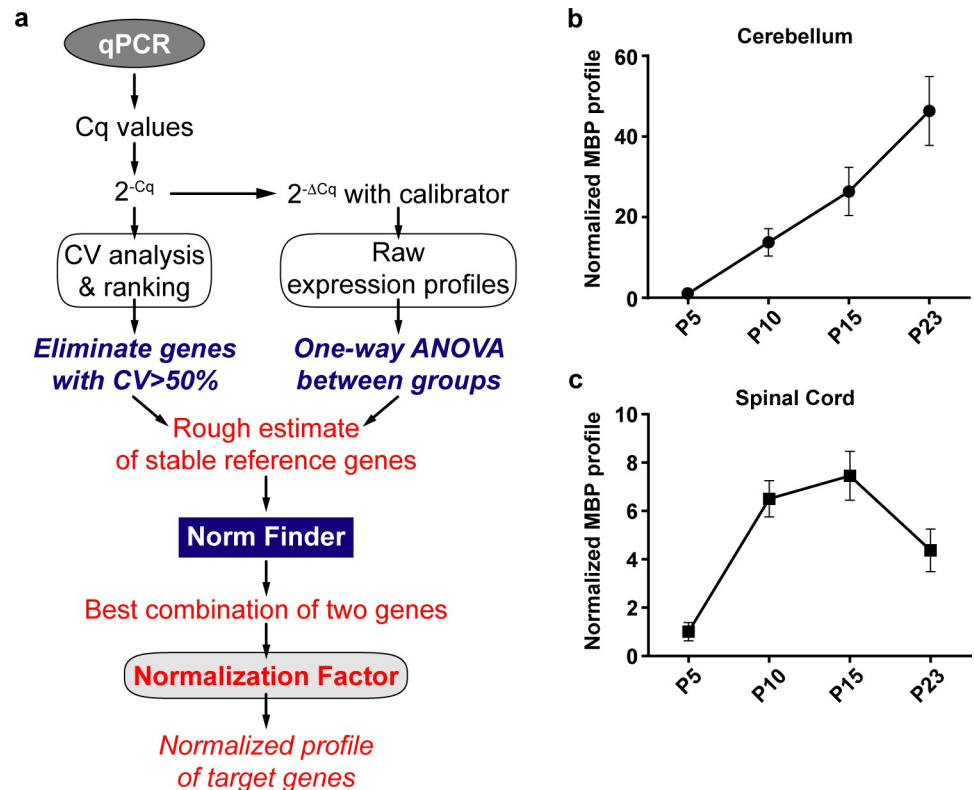 a
qPCR
Cq values
2^-Cq
2^-ΔCq with calibrator
CV analysis
& ranking
Raw
expression profiles
Eliminate genes
with CV>50%
One-way ANOVA
between groups
Rough estimate
of stable reference genes
Norm Finder
Best combination of two genes
Normalization Factor
Normalized profile
of target genes
b
Cerebellum
Normalized MBP profile
60
40
20
0
P5
P10
P15
P23
c
Spinal Cord
Normalized MBP profile
10
8
6
4
2
0
P5
P10
P15
P23